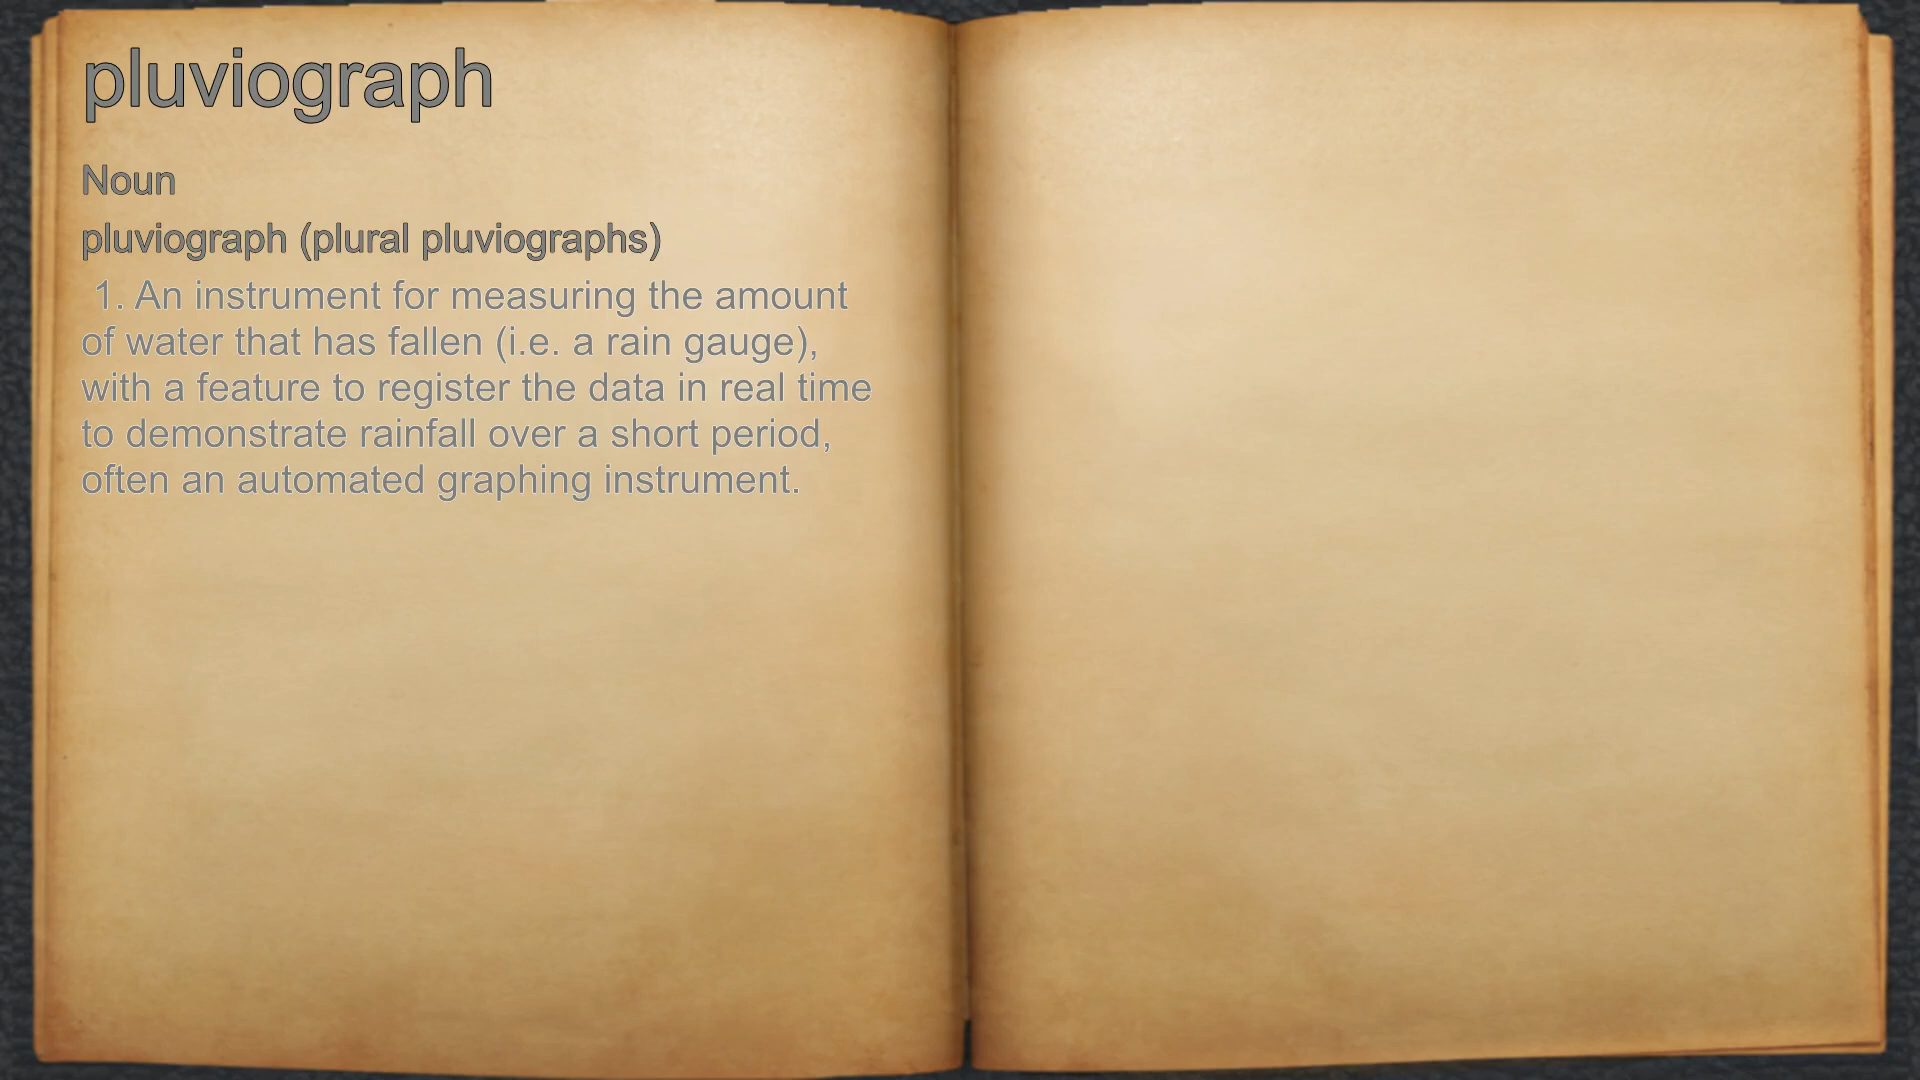 pluviograph
Noun
pluviograph (plural pluviographs)
1. An instrument for measuring the amount
of water that has fallen (i.e. a rain gauge),
with a feature to register the data in real time
to demonstrate rainfall over a short period,
often an automated graphing instrument.